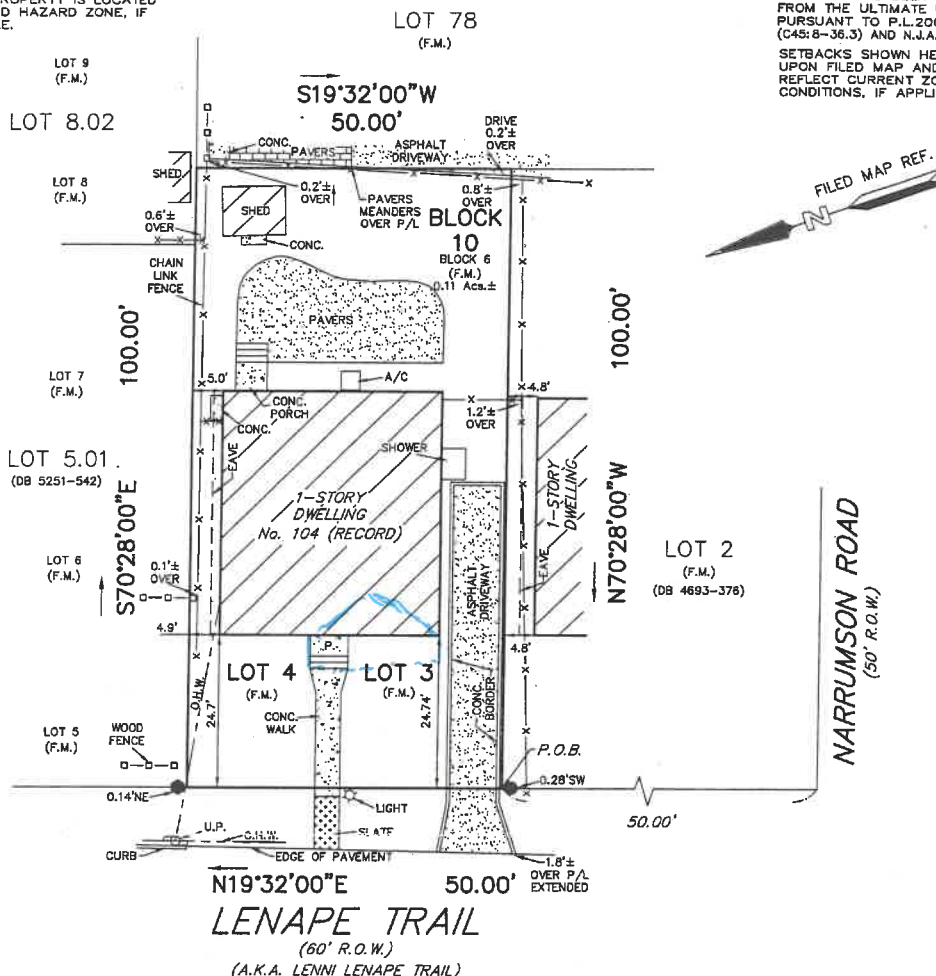 ROPERTY IS LOCATED
D HAZARD ZONE, IF
E.
FROM THE ULTIMATE
PURSUANT TO P.L.200
(C45:8-36.3) AND N.J.A.
SETBACKS SHOWN HE
UPON FILED MAP AND
REFLECT CURRENT ZO
CONDITIONS, IF APPLI
LOT 78
(F.M.)
LOT 9
(F.M.)
S19°32'00"W
50.00'
LOT 8.02
CONC.
PAVERS
ASPHALT
DRIVEWAY
DRIVE
0.2'±
OVER
FILED MAP REF.
N
SHED
LOT 8
(F.M.)
0.2'±
OVER
PAVERS
MEANDERS
OVER P/L
0.8'±
OVER
SHED
BLOCK
10
BLOCK 6
(F.M.)
0.11 Acs.±
0.6'±
OVER
CONC.
CHAIN
LINK
FENCE
PAVERS
100.00'
100.00'
LOT 7
(F.M.)
5.0'
A/C
4.8'
CONC.
PORCH
1.2'±
OVER
CONC.
EAVE
SHOWER
LOT 5.01.
(DB 5251-542)
1-STORY
DWELLING
No. 104 (RECORD)
1-STORY
DWELLING
S70°28'00"E
N70°28'00"W
LOT 6
(F.M.)
0.1'±
OVER
ASPHALT
DRIVEWAY
EAVE
LOT 2
(F.M.)
(DB 4693-376)
NARRUMSON ROAD
(50' R.O.W.)
4.9'
P.
4.8'
LOT 4
(F.M.)
LOT 3
(F.M.)
O.H.W.
24.7'
CONC.
WALK
24.74'
CONC.
BORDER
LOT 5
(F.M.)
WOOD
FENCE
P.O.B.
0.14'NE
0.28'SW
LIGHT
50.00'
U.P.
O.H.W.
SLATE
CURB
EDGE OF PAVEMENT
1.8'±
OVER P/L
EXTENDED
N19°32'00"E
50.00'
LENAPE TRAIL
(60' R.O.W.)
(A.K.A. LENNI LENAPE TRAIL)